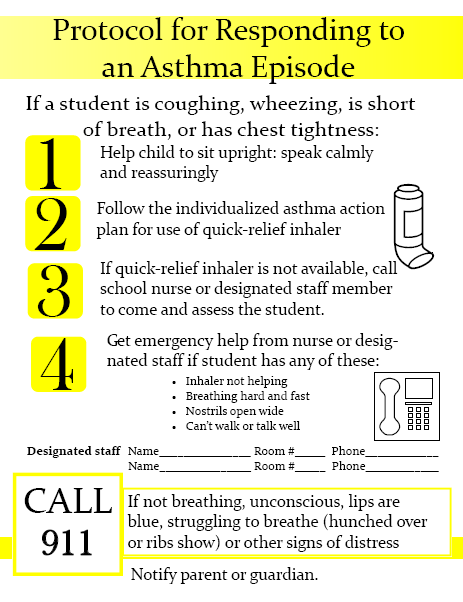 Protocol for Responding to
an Asthma Episode
If a student is coughing, wheezing, is short
of breath, or has chest tightness:
1
Help child to sit upright: speak calmly
and reassuringly
2
Follow the individualized asthma action
plan for use of quick-relief inhaler
3
If quick-relief inhaler is not available, call
school nurse or designated staff member
to come and assess the student.
4
Get emergency help from nurse or desig-
nated staff if student has any of these:
• Inhaler not helping
• Breathing hard and fast
• Nostrils open wide
• Can't walk or talk well
Designated staff Name_______________ Room #_____ Phone____________
Name_______________ Room #_____ Phone____________
CALL
911
If not breathing, unconscious, lips are
blue, struggling to breathe (hunched over
or ribs show) or other signs of distress
Notify parent or guardian.